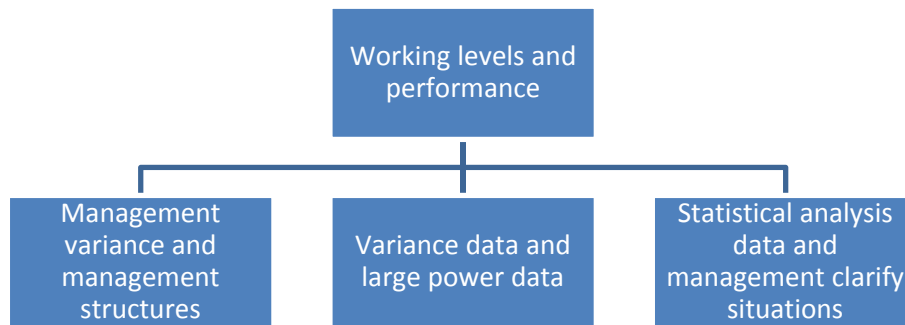 Working levels and
performance
Management
variance and
management
structures
Variance data and
large power data
Statistical analysis
data and
management clarify
situations